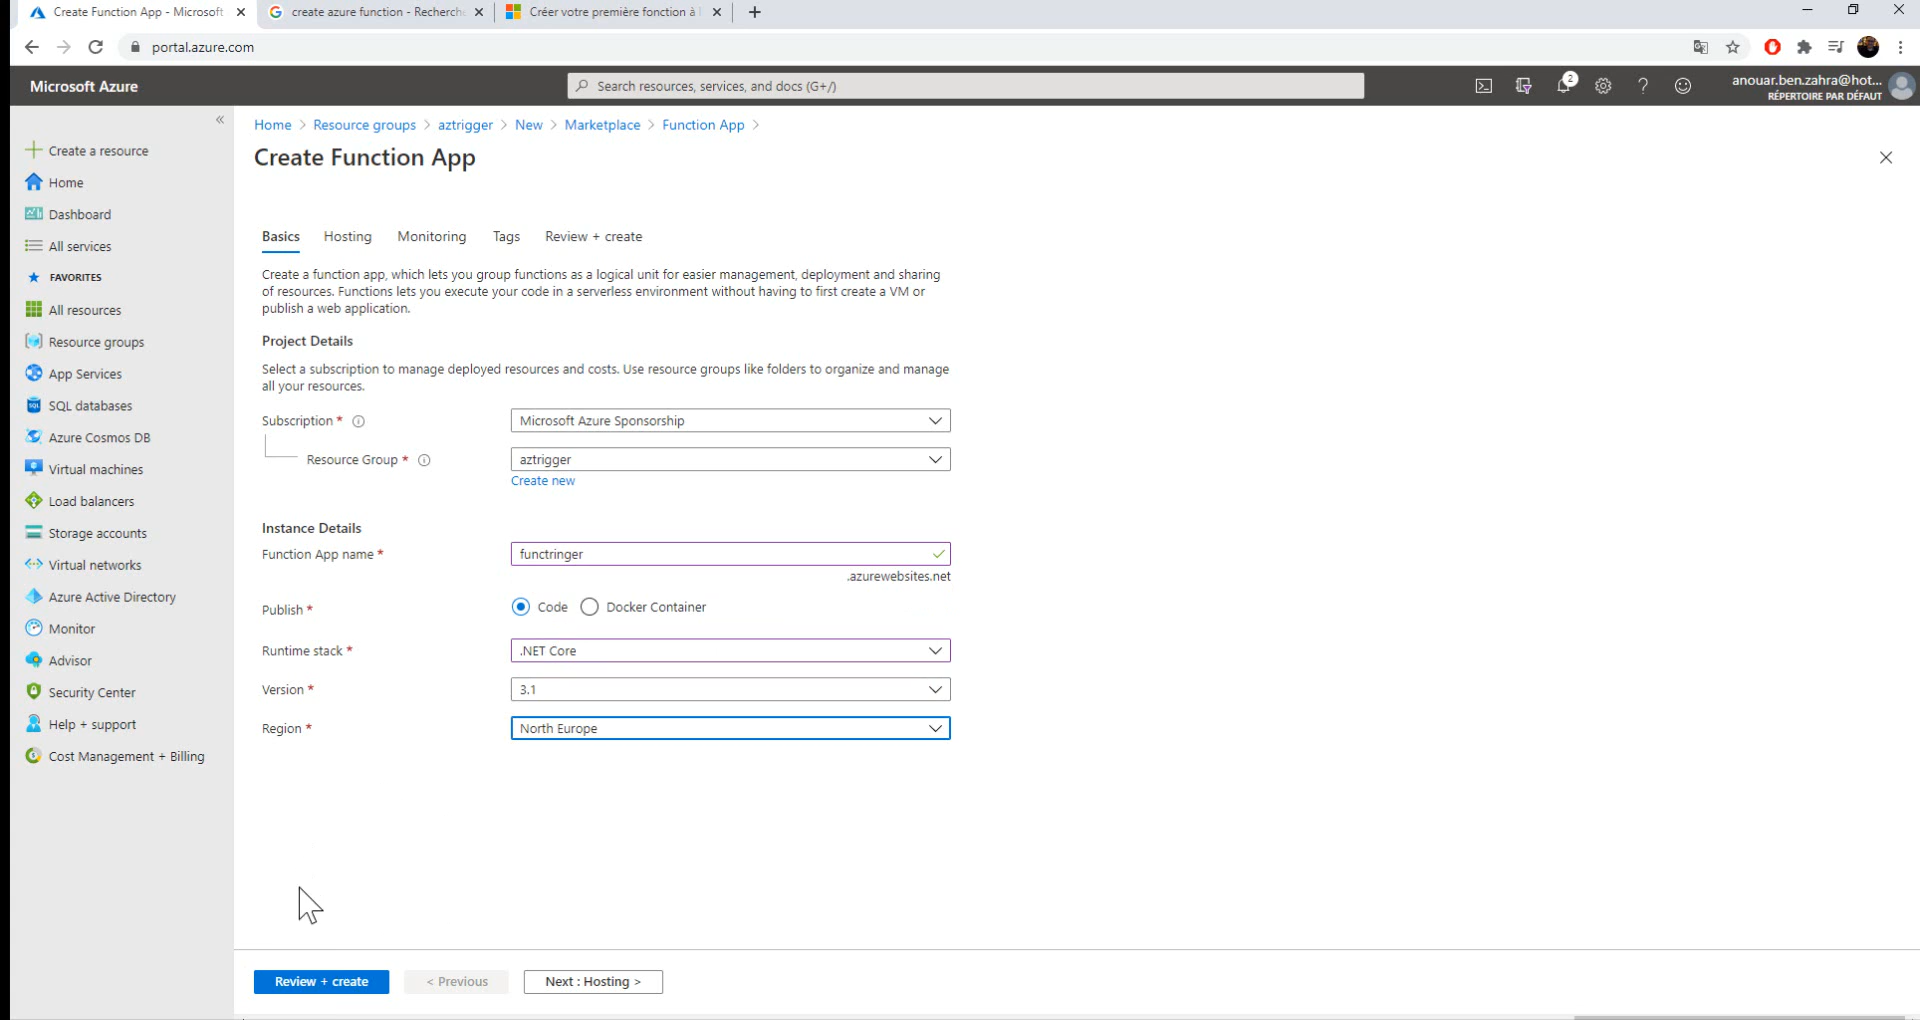 Create Function App - Microsoft
create azure function - Recherch
Créer votre première fonction à
portal.azure.com
Microsoft Azure
Search resources, services, and docs (G+/)
2
anouar.ben.zahra@hot...
RÉPERTOIRE PAR DÉFAUT
Home > Resource groups > aztrigger > New > Marketplace > Function App >
Create Function App
Create a resource
Home
Dashboard
All services
FAVORITES
All resources
Resource groups
App Services
SQL databases
Azure Cosmos DB
Virtual machines
Load balancers
Storage accounts
Virtual networks
Azure Active Directory
Monitor
Advisor
Security Center
Help + support
Cost Management + Billing
Basics Hosting Monitoring Tags Review + create
Create a function app, which lets you group functions as a logical unit for easier management, deployment and sharing
of resources. Functions lets you execute your code in a serverless environment without having to first create a VM or
publish a web application.
Project Details
Select a subscription to manage deployed resources and costs. Use resource groups like folders to organize and manage
all your resources.
Subscription * Microsoft Azure Sponsorship
Resource Group * aztrigger
Create new
Instance Details
Function App name * functringer
.azurewebsites.net
Publish * Code Docker Container
Runtime stack * .NET Core
Version * 3.1
Region * North Europe
Review + create < Previous Next : Hosting >